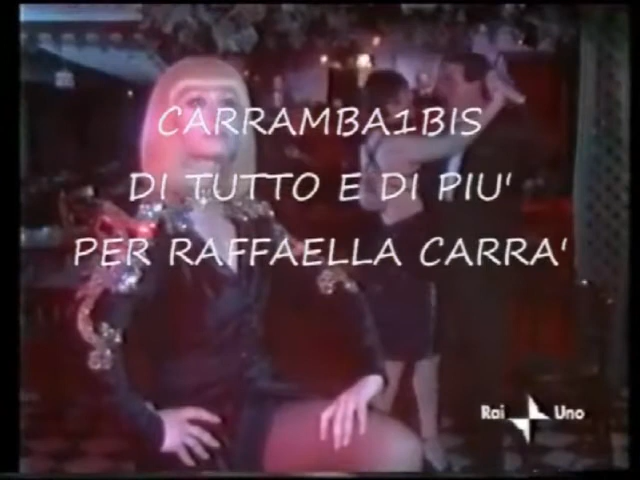 CARRAMBA1BIS
DI TUTTO E DI PIU'
PER RAFFAELLA CARRA'
Rai Uno